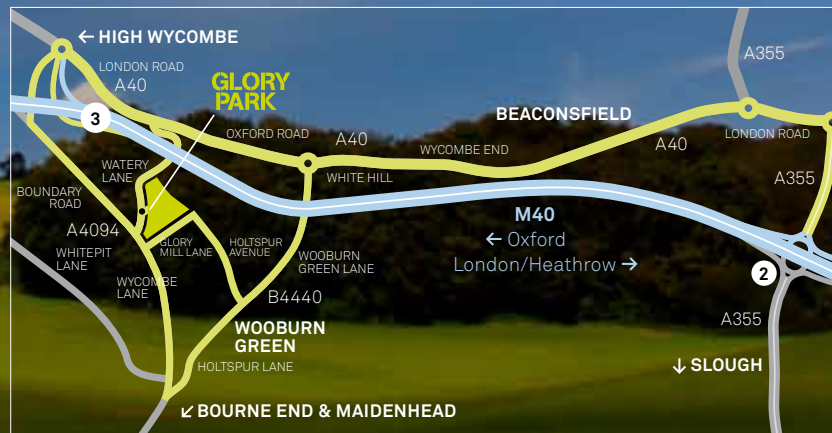 ← HIGH WYCOMBE
LONDON ROAD
A40
GLORY
PARK
3
OXFORD ROAD
A40
WATERY
LANE
BOUNDARY
ROAD
A4094
WHITEPIT
LANE
GLORY
MILL LANE
HOLTSPUR
AVENUE
WYCOMBE
LANE
WHITE HILL
WYCOMBE END
BEACONSFIELD
A40
A355
LONDON ROAD
A355
M40
← Oxford
London/Heathrow →
2
WOOBURN
GREEN LANE
B4440
WOOBURN
GREEN
HOLTSPUR LANE
A355
↓ SLOUGH
↙ BOURNE END & MAIDENHEAD